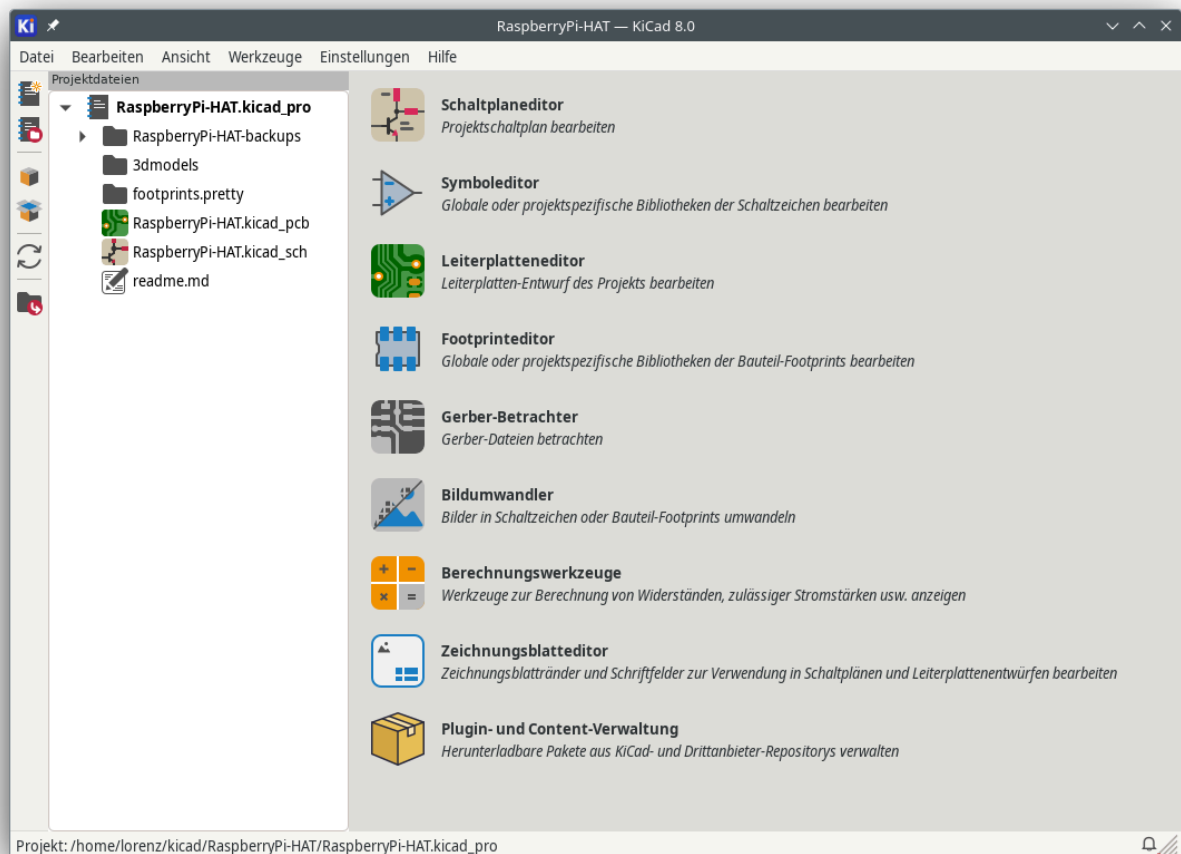 Ki
RaspberryPi-HAT — KiCad 8.0
Datei Bearbeiten Ansicht Werkzeuge Einstellungen Hilfe
Projektdateien
RaspberryPi-HAT.kicad_pro
RaspberryPi-HAT-backups
3dmodels
footprints.pretty
RaspberryPi-HAT.kicad_pcb
RaspberryPi-HAT.kicad_sch
readme.md
Schaltplaneditor
Projektschaltplan bearbeiten
Symboleditor
Globale oder projektspezifische Bibliotheken der Schaltzeichen bearbeiten
Leiterplatteneditor
Leiterplatten-Entwurf des Projekts bearbeiten
Footprinteditor
Globale oder projektspezifische Bibliotheken der Bauteil-Footprints bearbeiten
Gerber-Betrachter
Gerber-Dateien betrachten
Bildumwandler
Bilder in Schaltzeichen oder Bauteil-Footprints umwandeln
Berechnungswerkzeuge
Werkzeuge zur Berechnung von Widerständen, zulässiger Stromstärken usw. anzeigen
Zeichnungsblatteditor
Zeichnungsblattränder und Schriftfelder zur Verwendung in Schaltplänen und Leiterplattenentwürfen bearbeiten
Plugin- und Content-Verwaltung
Herunterladbare Pakete aus KiCad- und Drittanbieter-Repositorys verwalten
Projekt: /home/lorenz/kicad/RaspberryPi-HAT/RaspberryPi-HAT.kicad_pro